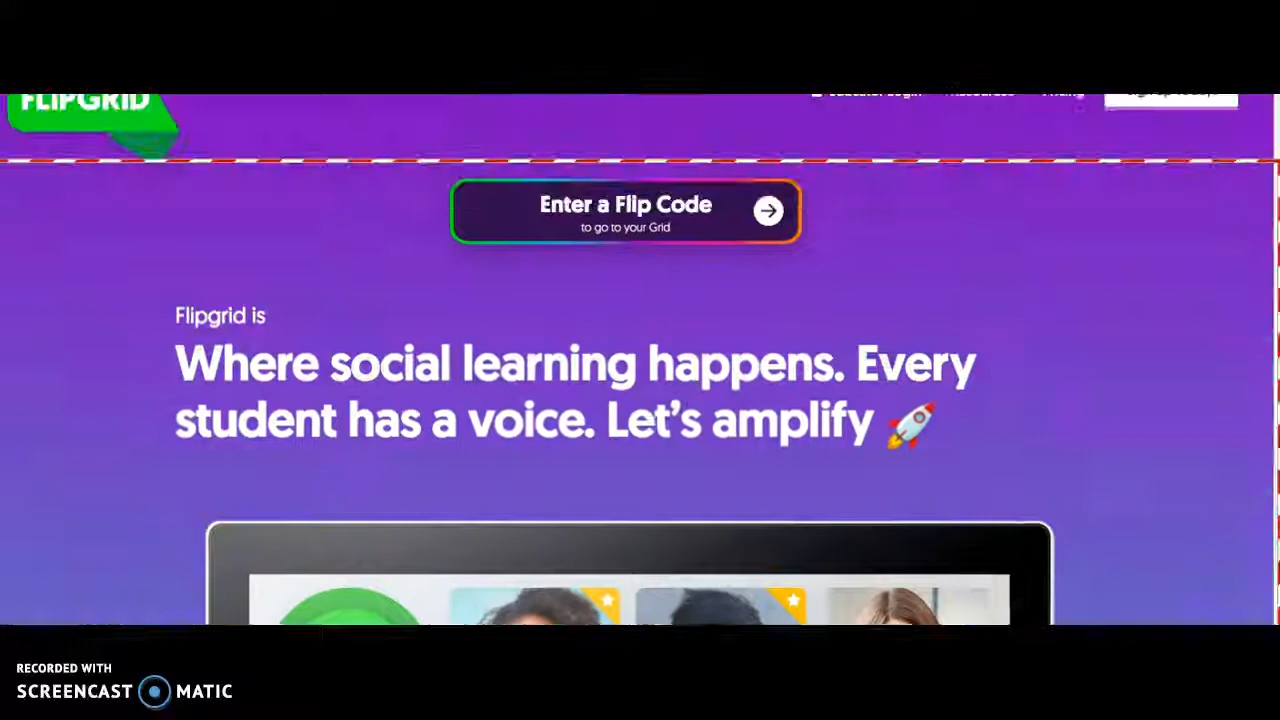 FLIPGRID
Enter a Flip Code
to go to your Grid
Flipgrid is
Where social learning happens. Every
student has a voice. Let's amplify
RECORDED WITH
SCREENCAST MATIC